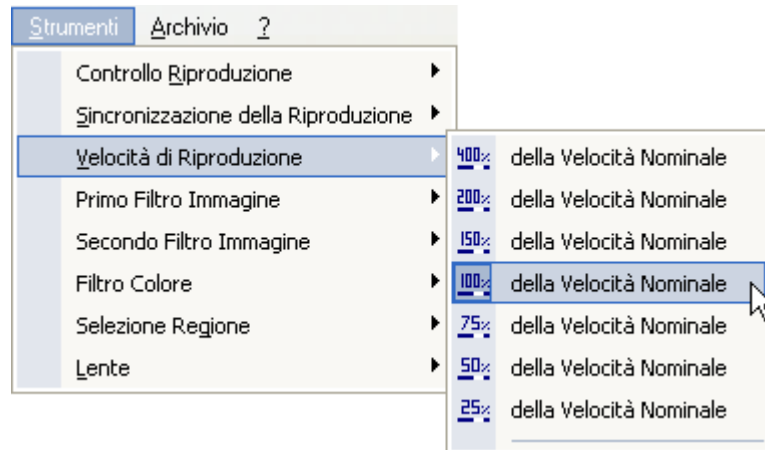 Strumenti Archivio ?
Controllo Riproduzione
Sincronizzazione della Riproduzione
Velocità di Riproduzione
Primo Filtro Immagine
Secondo Filtro Immagine
Filtro Colore
Selezione Regione
Lente
400% della Velocità Nominale
200% della Velocità Nominale
150% della Velocità Nominale
100% della Velocità Nominale
75% della Velocità Nominale
50% della Velocità Nominale
25% della Velocità Nominale